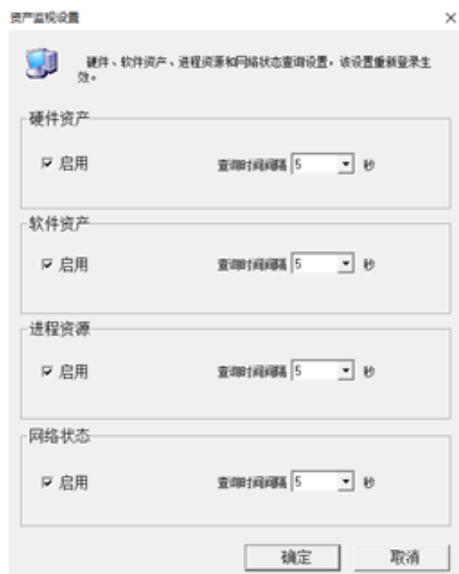 资产监视设置
硬件、软件资产、进程资源和网络状态查询设置，该设置重新登录生
效。
硬件资产
启用 查询时间间隔 5 秒
软件资产
启用 查询时间间隔 5 秒
进程资源
启用 查询时间间隔 5 秒
网络状态
启用 查询时间间隔 5 秒
确定 取消